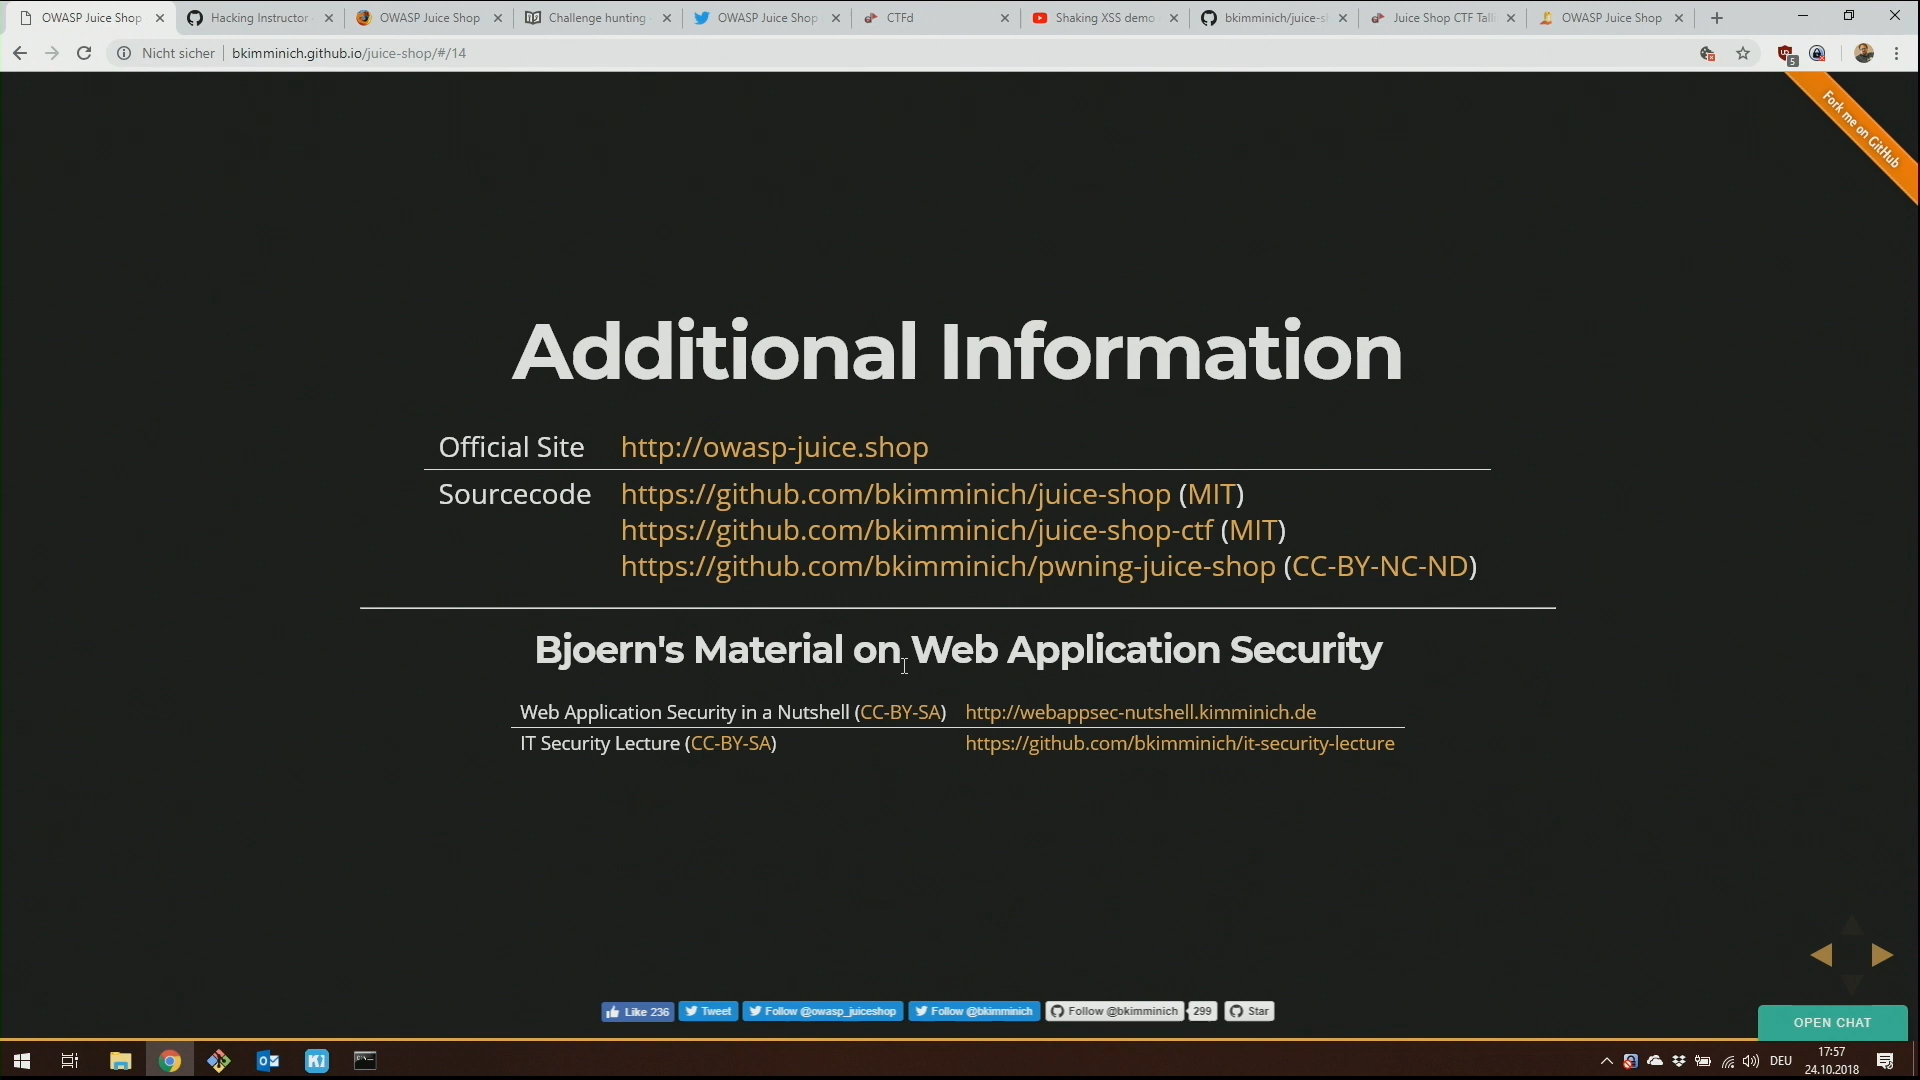 OWASP Juice Shop
Hacking Instructor
OWASP Juice Shop
Challenge hunting
OWASP Juice Shop
CTFd
Shaking XSS demo
bkimminich/juice-sh
Juice Shop CTF Talli
OWASP Juice Shop
Nicht sicher
bkimminich.github.io/juice-shop/#/14
5
Fork me on GitHub
Additional Information
Official Site http://owasp-juice.shop
Sourcecode https://github.com/bkimminich/juice-shop (MIT)
https://github.com/bkimminich/juice-shop-ctf (MIT)
https://github.com/bkimminich/pwning-juice-shop (CC-BY-NC-ND)
Bjoern's Material on Web Application Security
Web Application Security in a Nutshell (CC-BY-SA) http://webappsec-nutshell.kimminich.de
IT Security Lecture (CC-BY-SA) https://github.com/bkimminich/it-security-lecture
Like 236
Tweet
Follow @owasp_juiceshop
Follow @bkimminich
Follow @bkimminich
299
Star
OPEN CHAT
DEU
17:57
24.10.2018